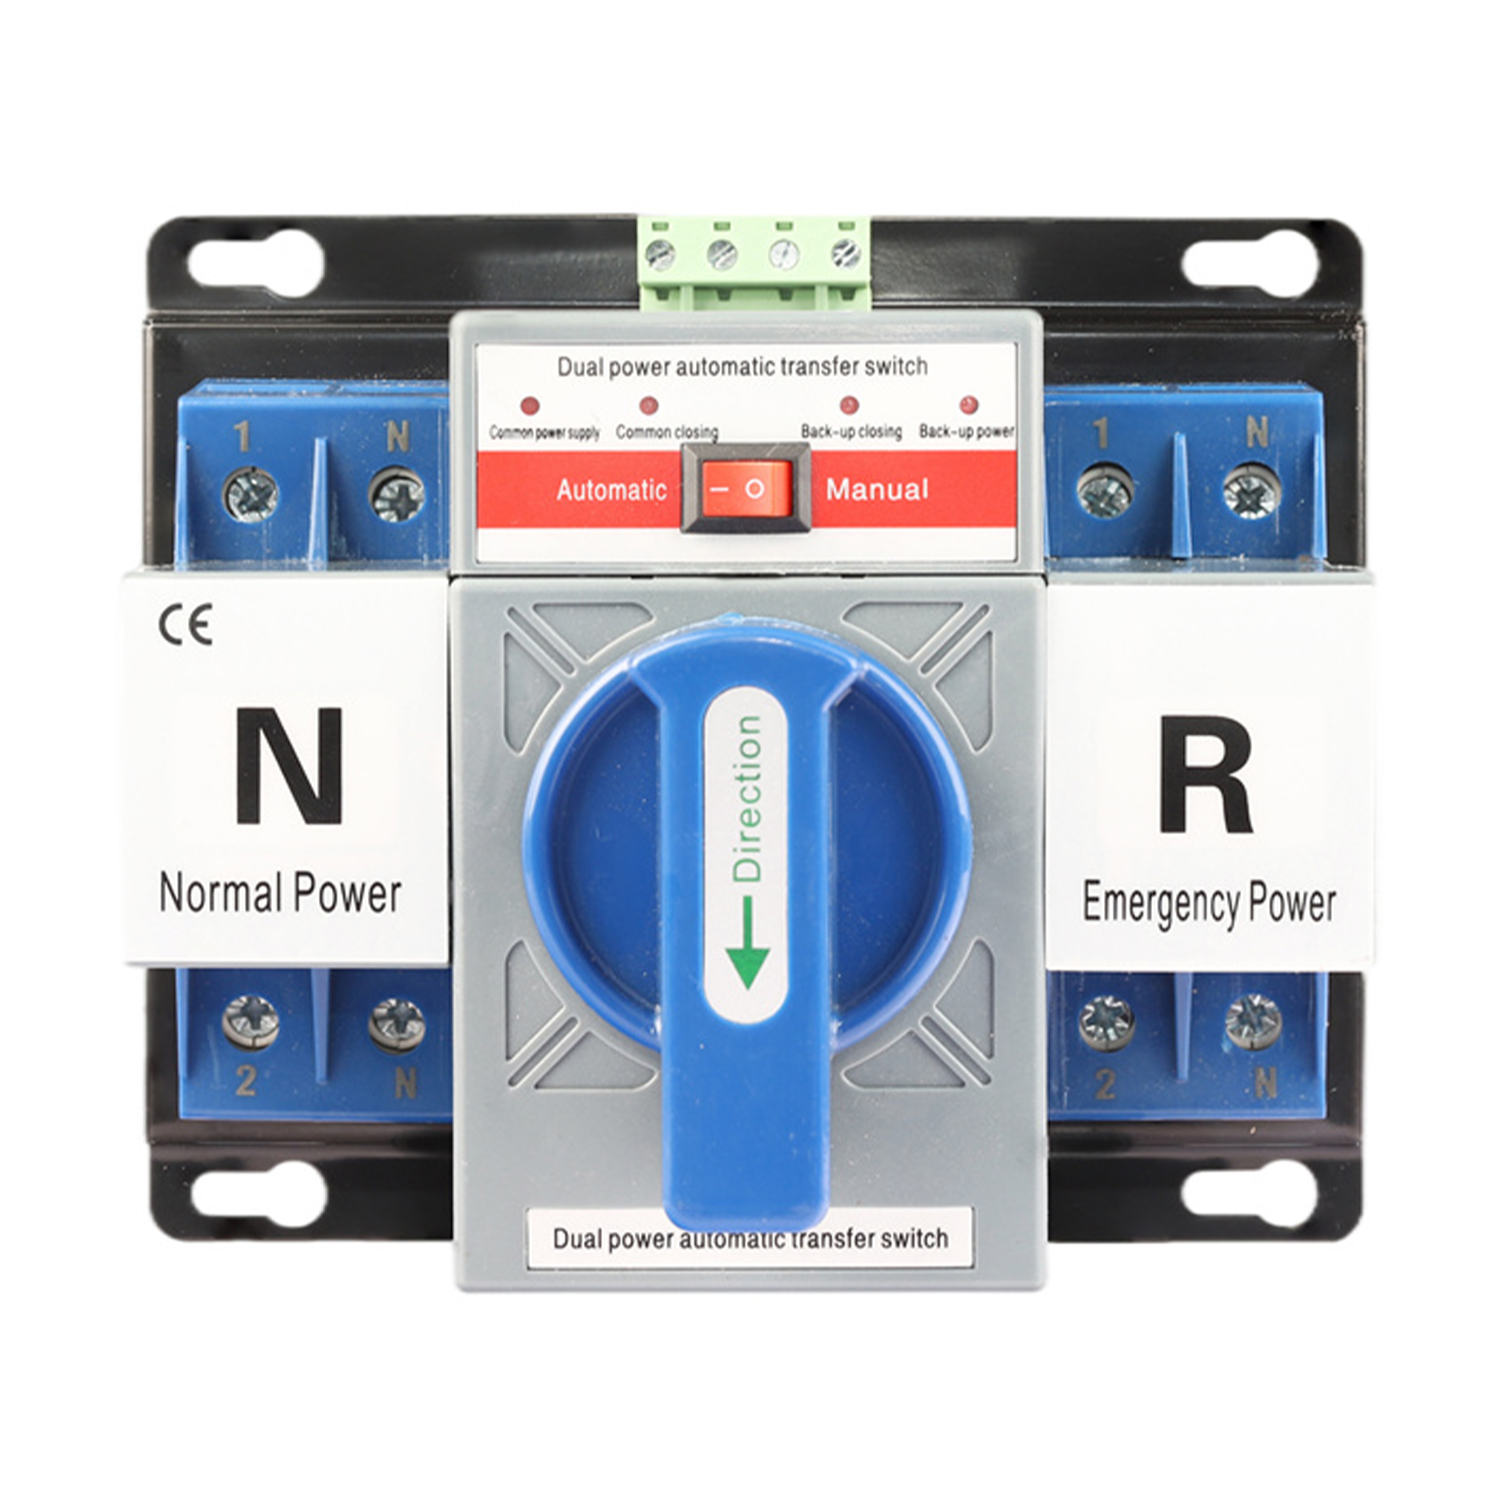 Dual power automatic transfer switch
Common power supply Common closing Back-up closing Back-up power
1 N
1 N
Automatic — O Manual
CE
N
Normal Power
Direction
R
Emergency Power
2 N
2 N
Dual power automatic transfer switch